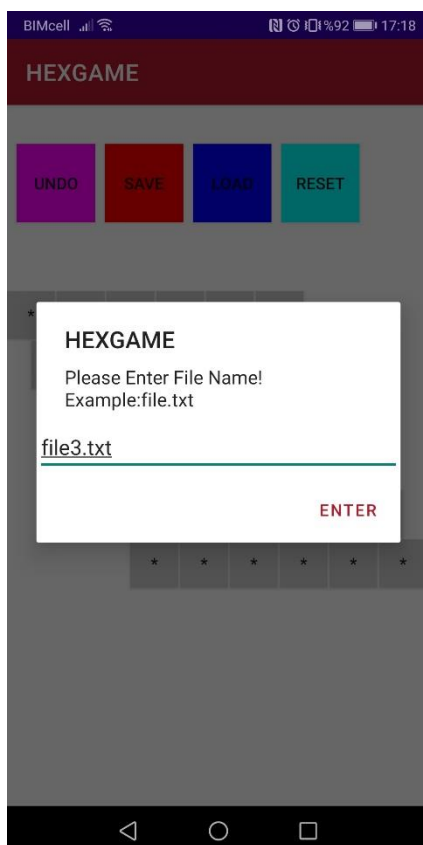 BIMcell %92 17:18
HEXGAME
UNDO SAVE LOAD RESET
*
HEXGAME
Please Enter File Name!
Example:file.txt
file3.txt
ENTER
* * * * * *